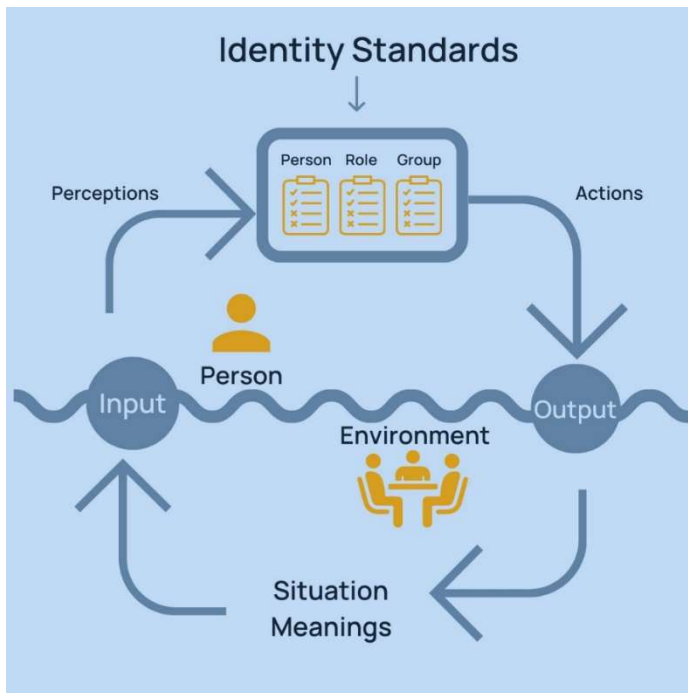 Identity Standards
Person Role Group
Perceptions
Actions
Person
Input
Output
Environment
Situation
Meanings